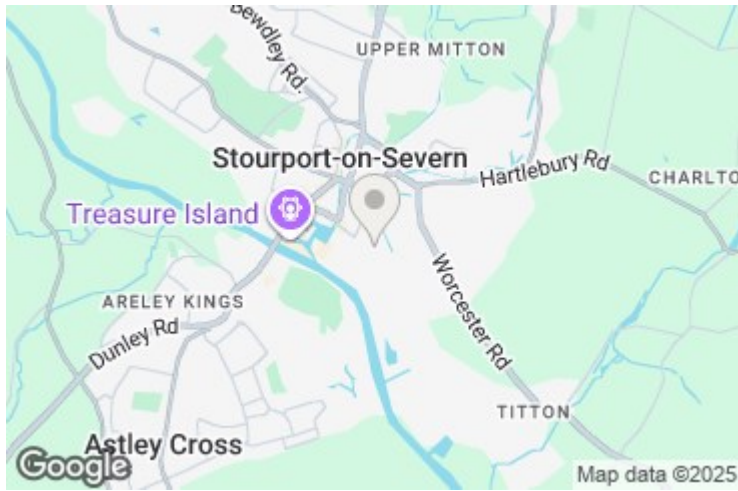 Bewdley Rd.
UPPER MITTON
Stourport-on-Severn
Hartlebury Rd
CHARLTO
Treasure Island
Worcester Rd
ARELEY KINGS
Dunley Rd
TITTON
Astley Cross
Google
Map data ©2025